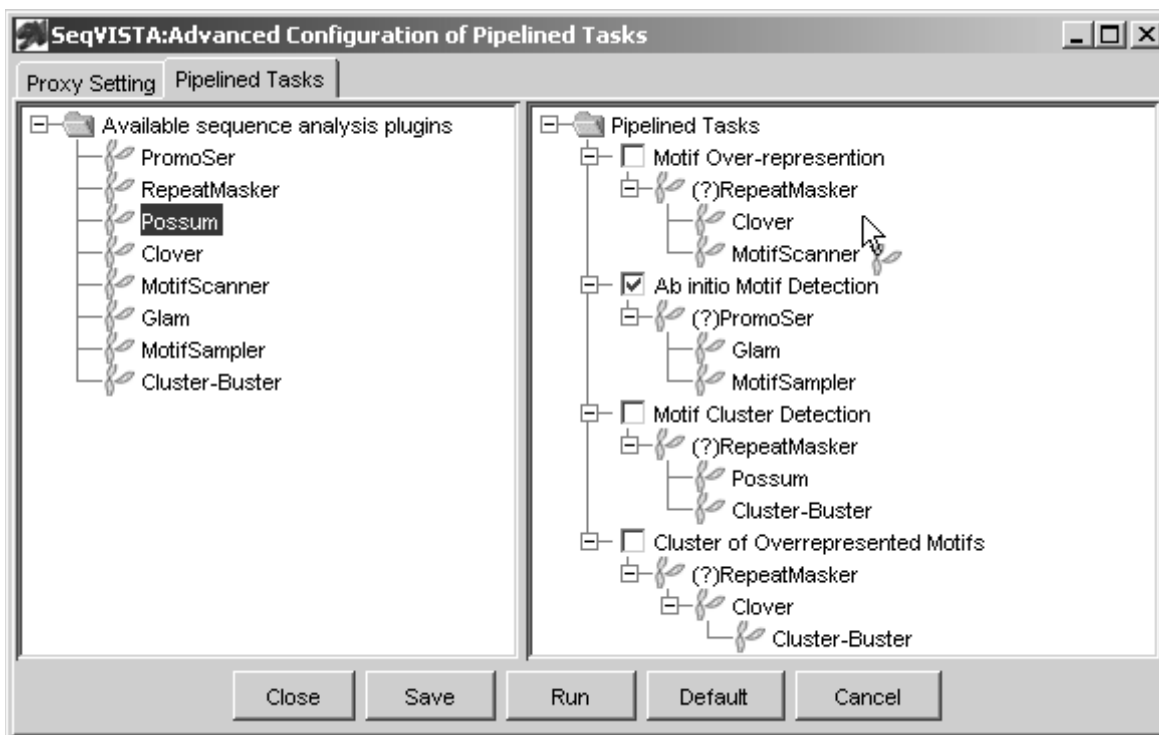 SeqVISTA:Advanced Configuration of Pipelined Tasks
Proxy Setting
Pipelined Tasks
Available sequence analysis plugins
PromoSer
RepeatMasker
Possum
Clover
MotifScanner
Glam
MotifSampler
Cluster-Buster
Pipelined Tasks
Motif Over-represention
(?)RepeatMasker
Clover
MotifScanner
Ab initio Motif Detection
(?)PromoSer
Glam
MotifSampler
Motif Cluster Detection
(?)RepeatMasker
Possum
Cluster-Buster
Cluster of Overrepresented Motifs
(?)RepeatMasker
Clover
Cluster-Buster
Close
Save
Run
Default
Cancel